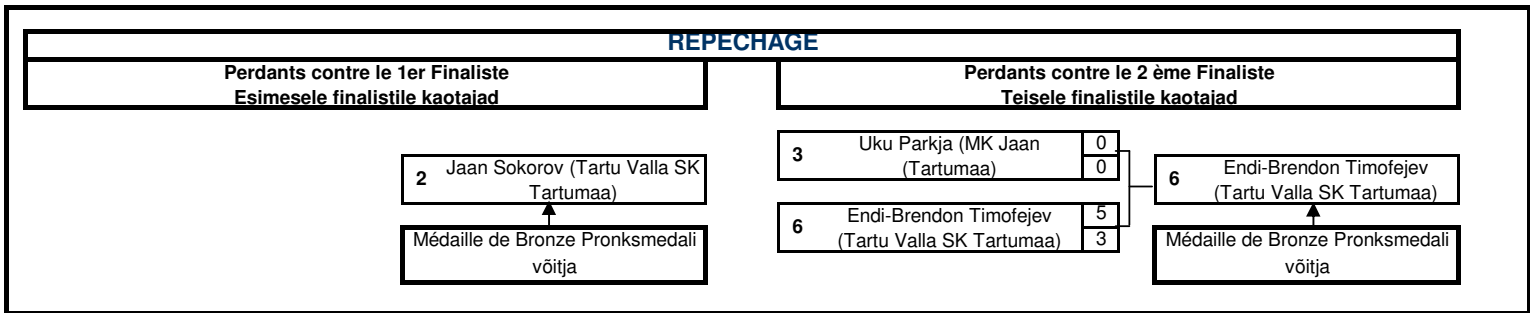 REPECHAGE
Perdants contre le 1er Finaliste
Esimesele finalistile kaotajad
Perdants contre le 2 ème Finaliste
Teisele finalistile kaotajad
2
Jaan Sokorov (Tartu Valla SK
Tartumaa)
Médaille de Bronze Pronksmedali
võitja
3
Uku Parkja (MK Jaan
(Tartumaa)
0
0
6
Endi-Brendon Timofejev
(Tartu Valla SK Tartumaa)
5
3
6
Endi-Brendon Timofejev
(Tartu Valla SK Tartumaa)
Médaille de Bronze Pronksmedali
võitja